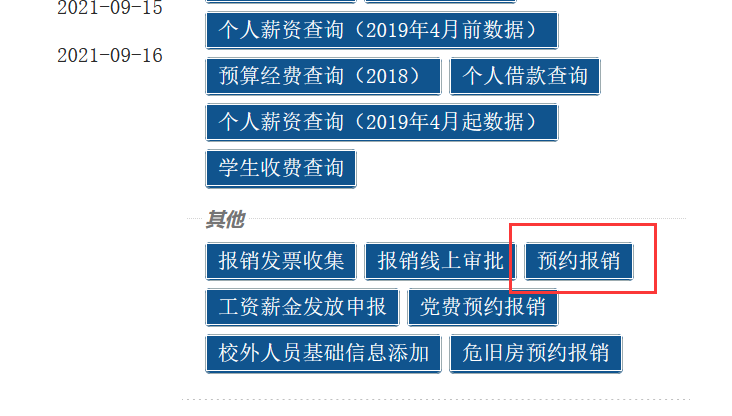 2021-09-15
个人薪资查询（2019年4月前数据）
2021-09-16
预算经费查询（2018） 个人借款查询
个人薪资查询（2019年4月起数据）
学生收费查询
其他
报销发票收集 报销线上审批 预约报销
工资薪金发放申报 党费预约报销
校外人员基础信息添加 危旧房预约报销